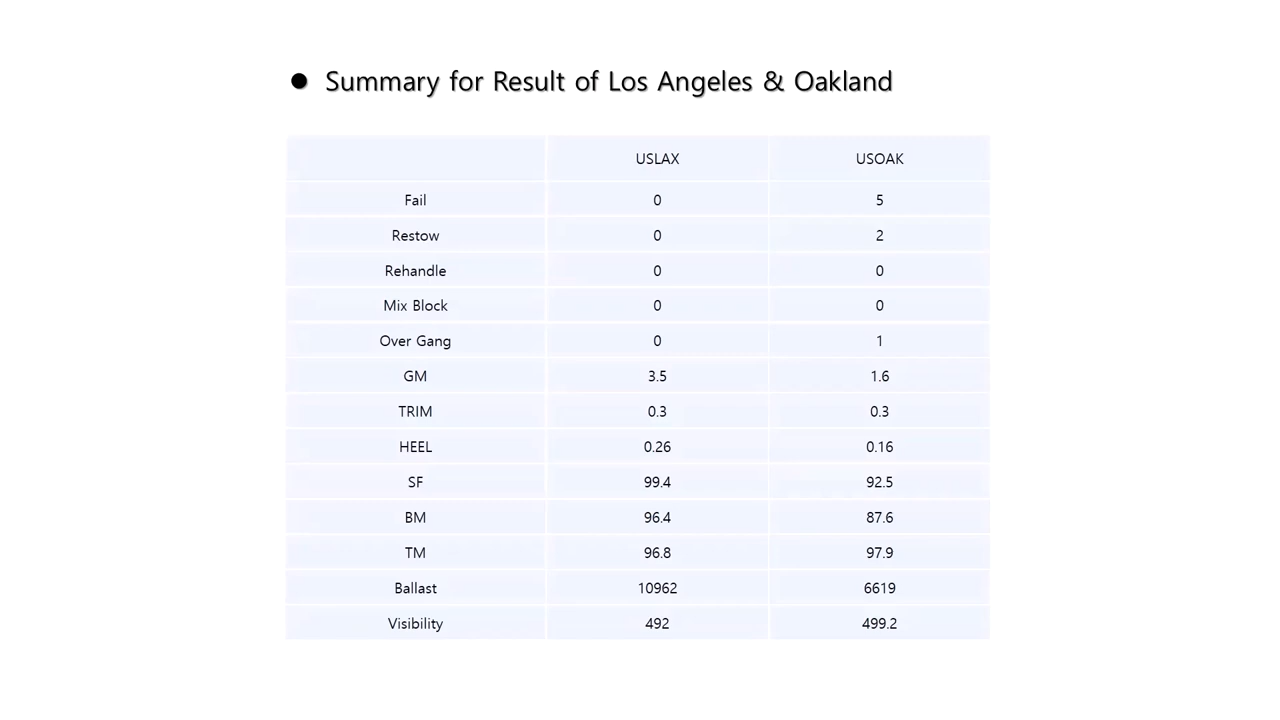 ● Summary for Result of Los Angeles & Oakland
USLAX USOAK
Fail 0 5
Restow 0 2
Rehandle 0 0
Mix Block 0 0
Over Gang 0 1
GM 3.5 1.6
TRIM 0.3 0.3
HEEL 0.26 0.16
SF 99.4 92.5
BM 96.4 87.6
TM 96.8 97.9
Ballast 10962 6619
Visibility 492 499.2